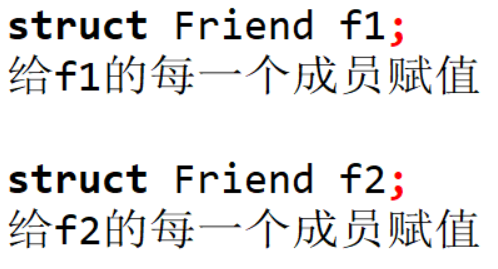 struct Friend f1;
给f1的每一个成员赋值
struct Friend f2;
给f2的每一个成员赋值